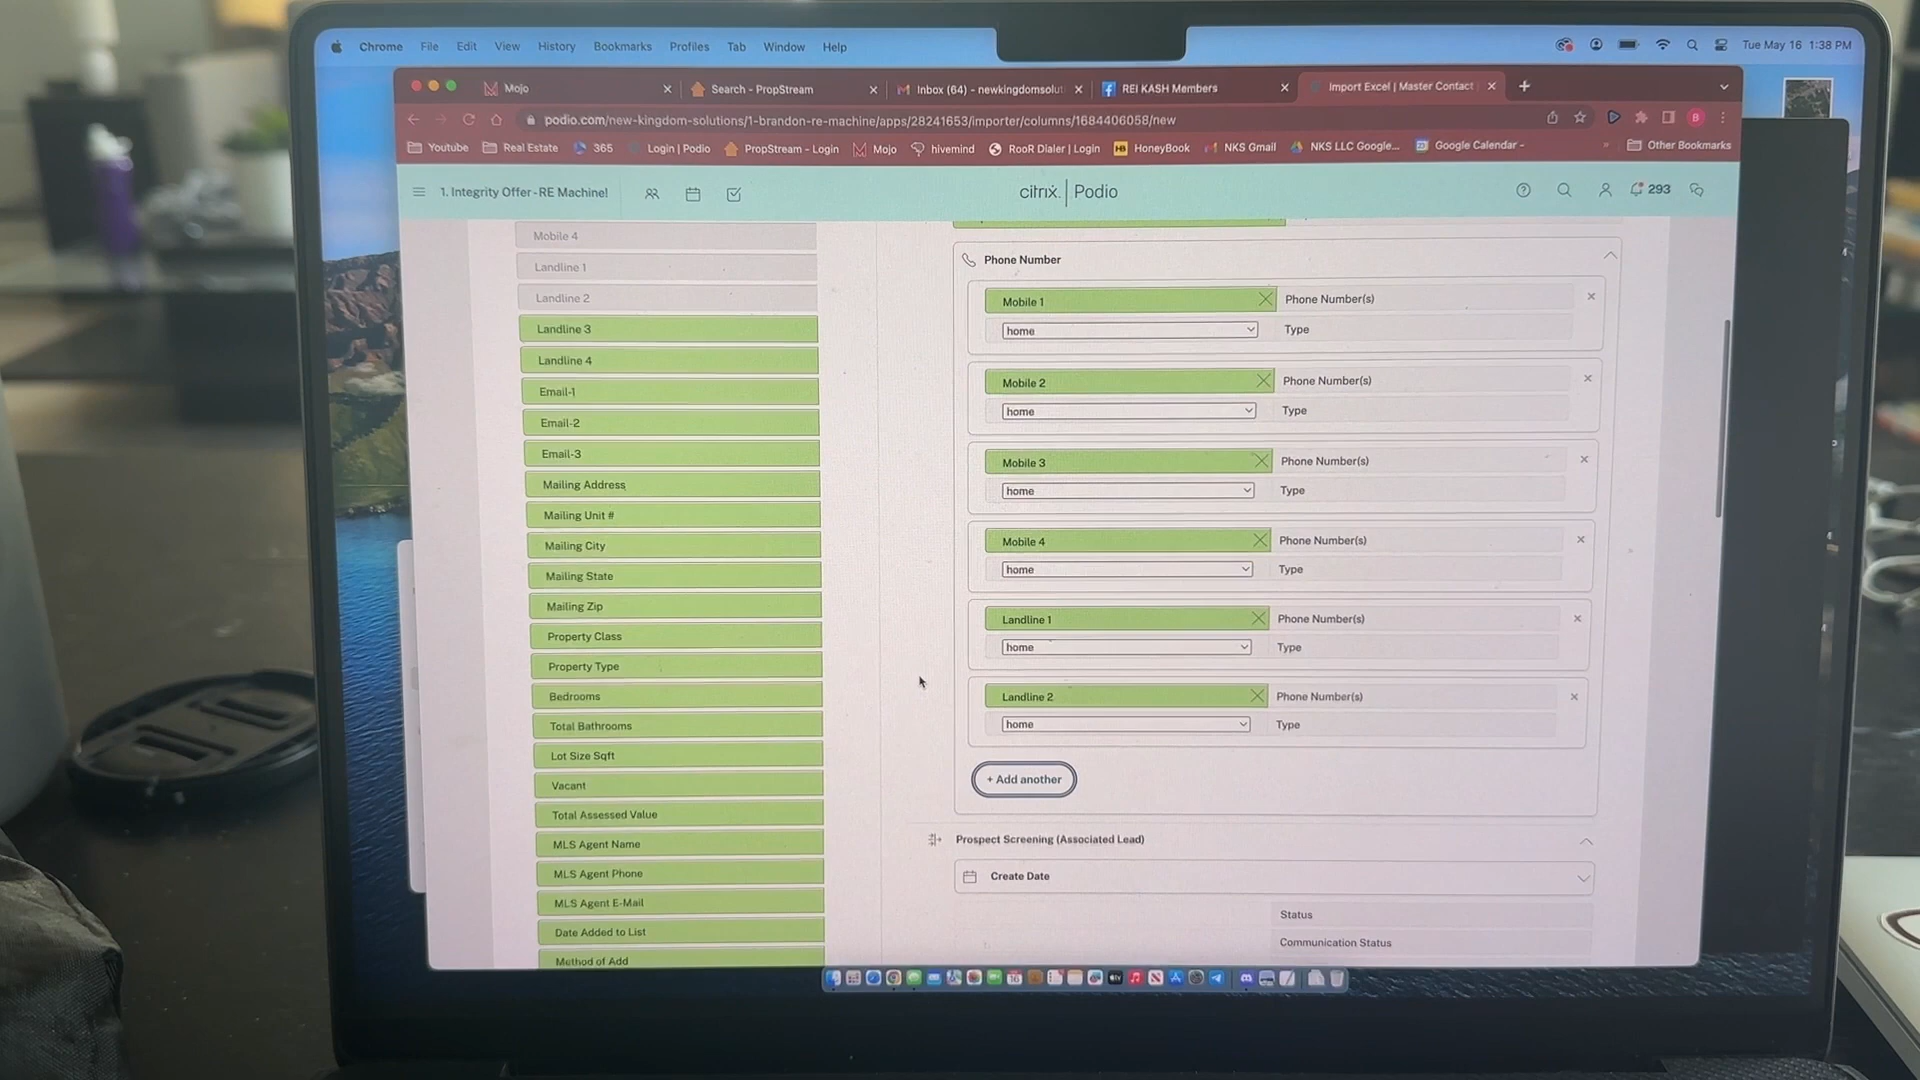 Chrome File Edit View History Bookmarks Profiles Tab Window Help
Tue May 16 1:38 PM
Mojo
Search - PropStream
Inbox (64) - newkingdomsolut
REI KASH Members
Import Excel | Master Contact
podio.com/new-kingdom-solutions/1-brandon-re-machine/apps/28241653/importer/columns/1684406058/new
B
Youtube
Real Estate
365
Login | Podio
PropStream - Login
Mojo
hivemind
RooR Dialer | Login
HoneyBook
NKS Gmail
NKS LLC Google...
Google Calendar -
»
Other Bookmarks
1. Integrity Offer - RE Machine!
citrix. | Podio
293
Mobile 4
Landline 1
Landline 2
Landline 3
Landline 4
Email-1
Email-2
Email-3
Mailing Address
Mailing Unit #
Mailing City
Mailing State
Mailing Zip
Property Class
Property Type
Bedrooms
Total Bathrooms
Lot Size Sqft
Vacant
Total Assessed Value
MLS Agent Name
MLS Agent Phone
MLS Agent E-Mail
Date Added to List
Method of Add
Phone Number
Mobile 1 Phone Number(s)
home Type
Mobile 2 Phone Number(s)
home Type
Mobile 3 Phone Number(s)
home Type
Mobile 4 Phone Number(s)
home Type
Landline 1 Phone Number(s)
home Type
Landline 2 Phone Number(s)
home Type
+ Add another
Prospect Screening (Associated Lead)
Create Date
Status
Communication Status